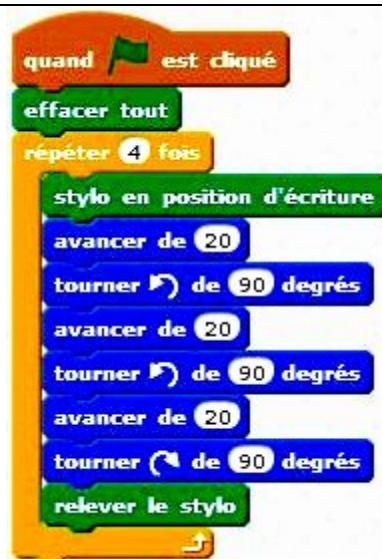 quand est cliqué
effacer tout
répéter 4 fois
stylo en position d'écriture
avancer de 20
tourner de 90 degrés
avancer de 20
tourner de 90 degrés
avancer de 20
tourner de 90 degrés
relever le stylo